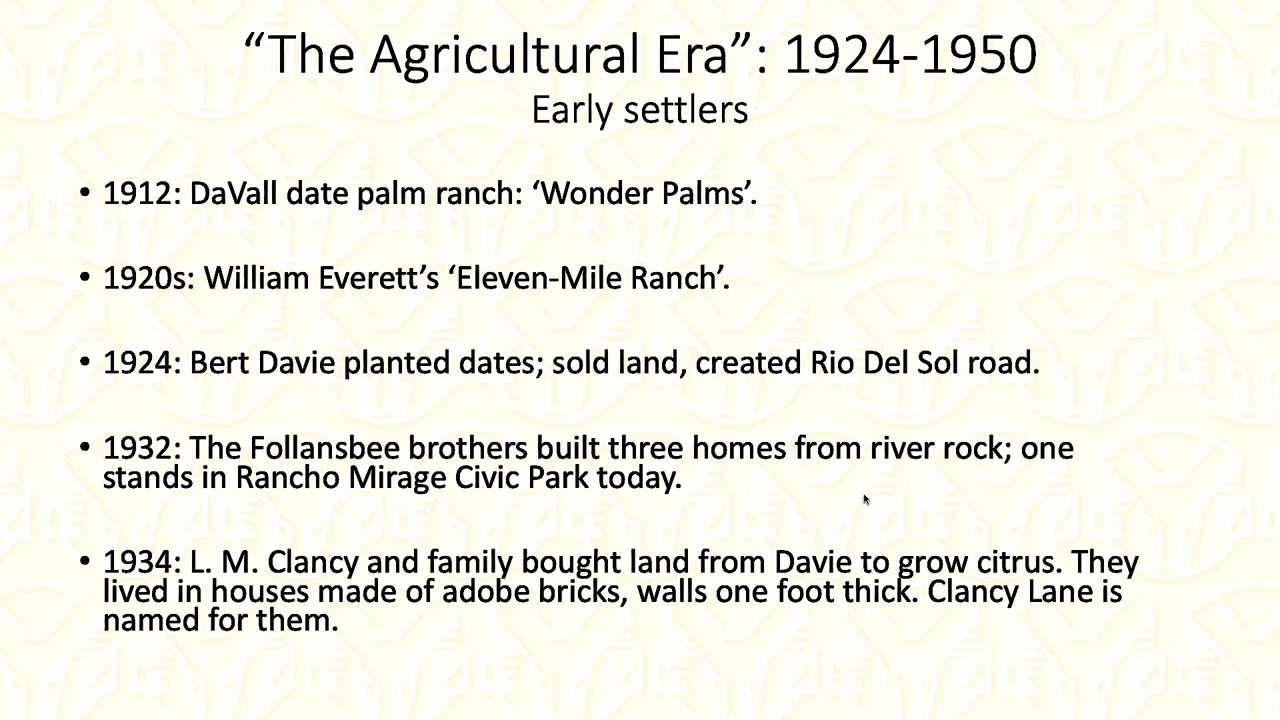 “The Agricultural Era”: 1924-1950
Early settlers
• 1912: DaVall date palm ranch: ‘Wonder Palms’.
• 1920s: William Everett’s ‘Eleven-Mile Ranch’.
• 1924: Bert Davie planted dates; sold land, created Rio Del Sol road.
• 1932: The Follansbee brothers built three homes from river rock; one
stands in Rancho Mirage Civic Park today.
• 1934: L. M. Clancy and family bought land from Davie to grow citrus. They
lived in houses made of adobe bricks, walls one foot thick. Clancy Lane is
named for them.